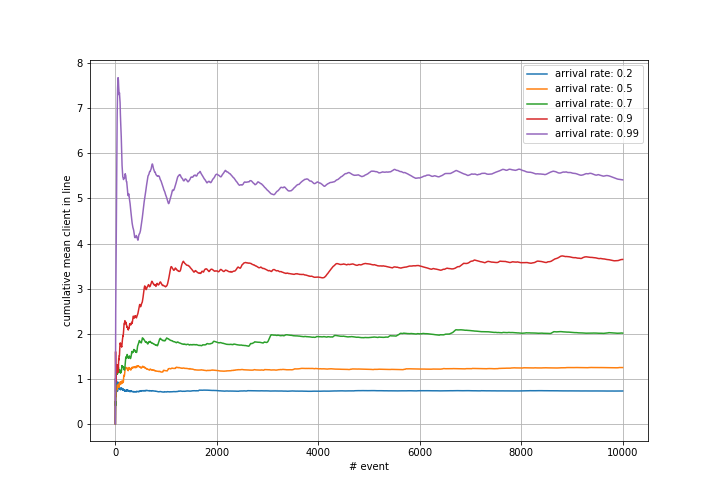 8
7
6
5
4
3
2
1
0
cumulative mean client in line
arrival rate: 0.2
arrival rate: 0.5
arrival rate: 0.7
arrival rate: 0.9
arrival rate: 0.99
0 2000 4000 6000 8000 10000
# event